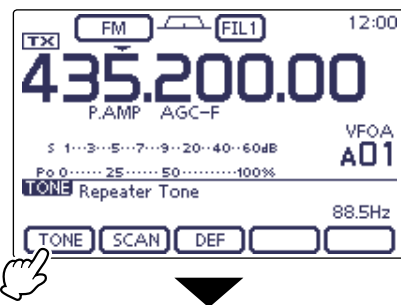 FM FIL1 12:00
TX
435.200.00
P.AMP AGC-F
VFOA
S 1···3···5···7···9··20··40··60dB
A01
Po 0······25······50···········100%
TONE Repeater Tone
88.5Hz
TONE SCAN DEF